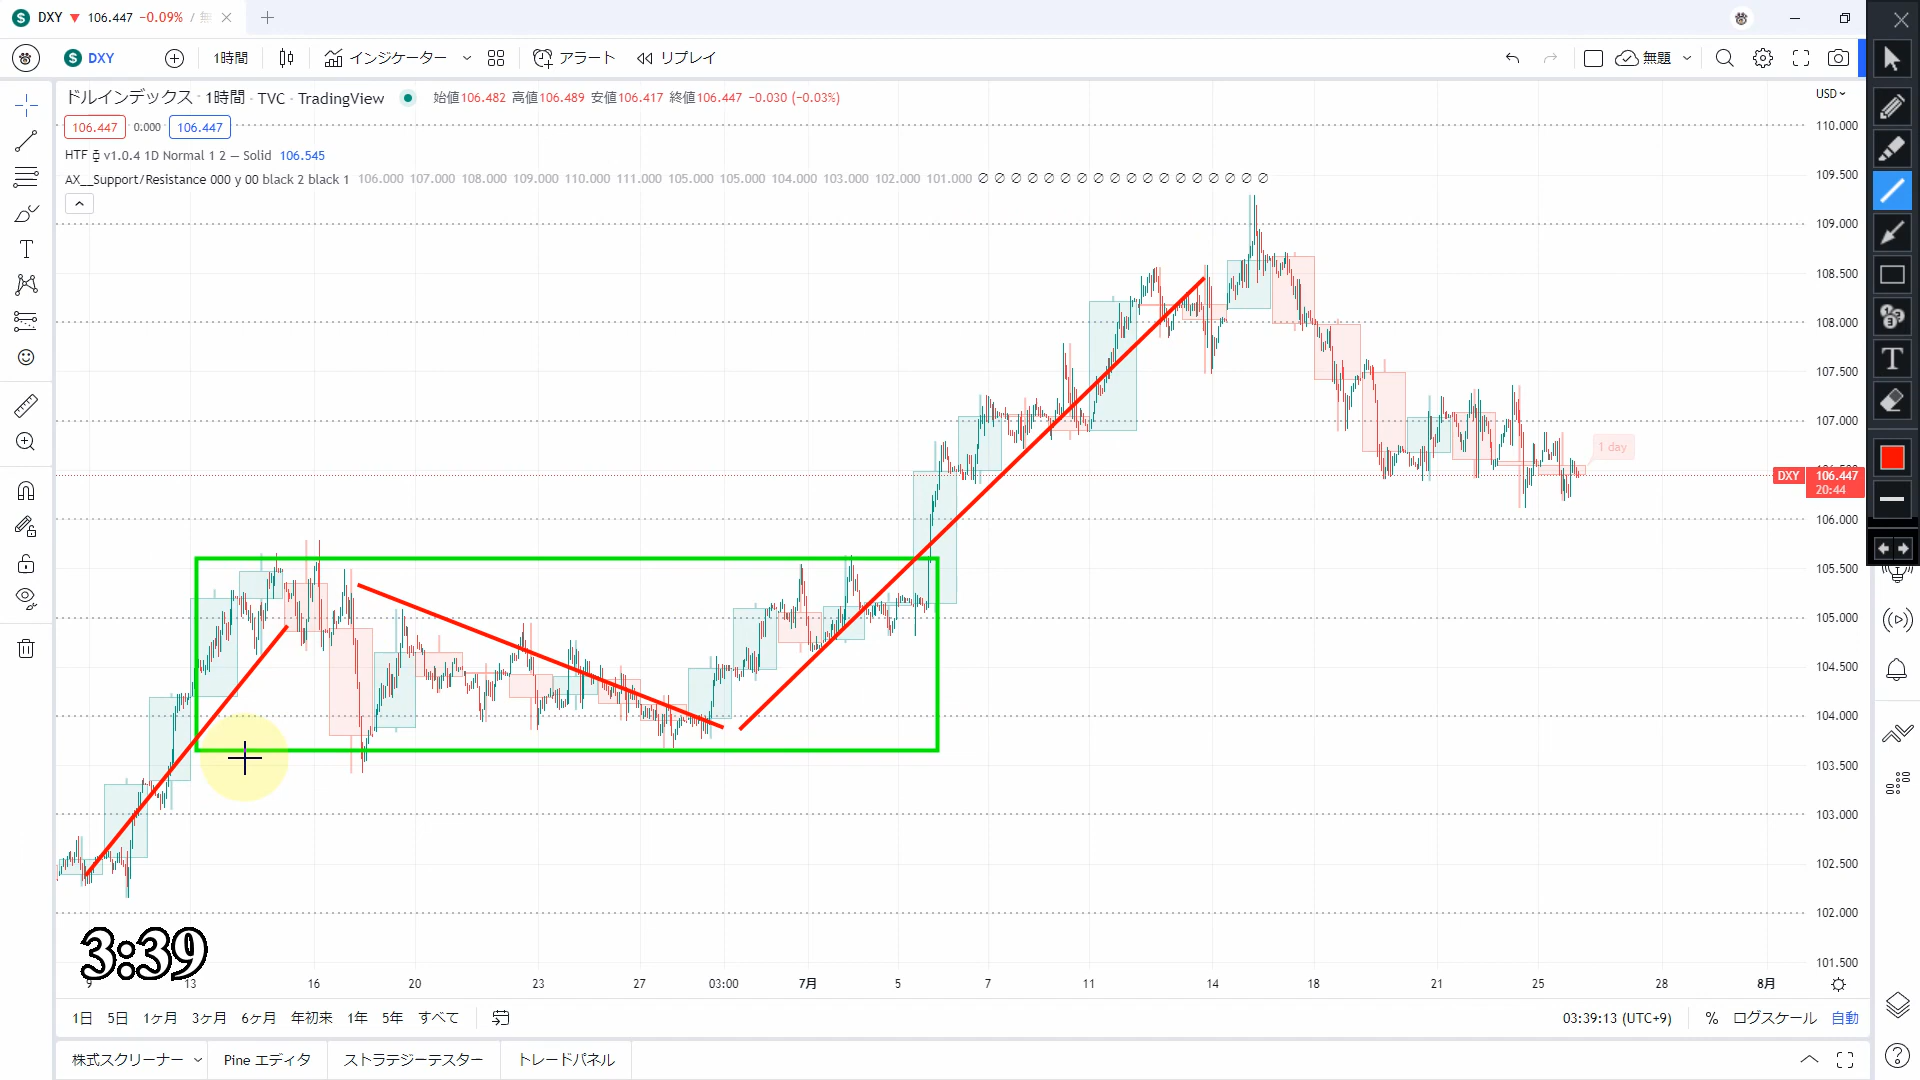 DXY ▼ 106.447 −0.09% / 無
DXY 1時間 インジケーター アラート リプレイ 無題
ドルインデックス · 1時間 · TVC · TradingView 始値106.482 高値106.489 安値106.417 終値106.447 −0.030 (−0.03%)
USD
106.447 0.000 106.447
HTF v1.0.4 1D Normal 1 2 — Solid 106.545
AX__Support/Resistance 000 y 00 black 2 black 1 106.000 107.000 108.000 109.000 110.000 111.000 105.000 105.000 104.000 103.000 102.000 101.000 ∅ ∅ ∅ ∅ ∅ ∅ ∅ ∅ ∅ ∅ ∅ ∅ ∅ ∅ ∅ ∅ ∅ ∅
110.000
109.500
109.000
108.500
108.000
107.500
107.000
1 day
DXY 106.447
20:44
106.000
105.500
105.000
104.500
104.000
103.500
103.000
102.500
102.000
101.500
3:39
9 13 16 20 23 27 03:00 7月 5 7 11 14 18 21 25 28 8月
1日 5日 1ヶ月 3ヶ月 6ヶ月 年初来 1年 5年 すべて 03:39:13 (UTC+9) % ログスケール 自動
株式スクリーナー Pine エディタ ストラテジーテスター トレードパネル